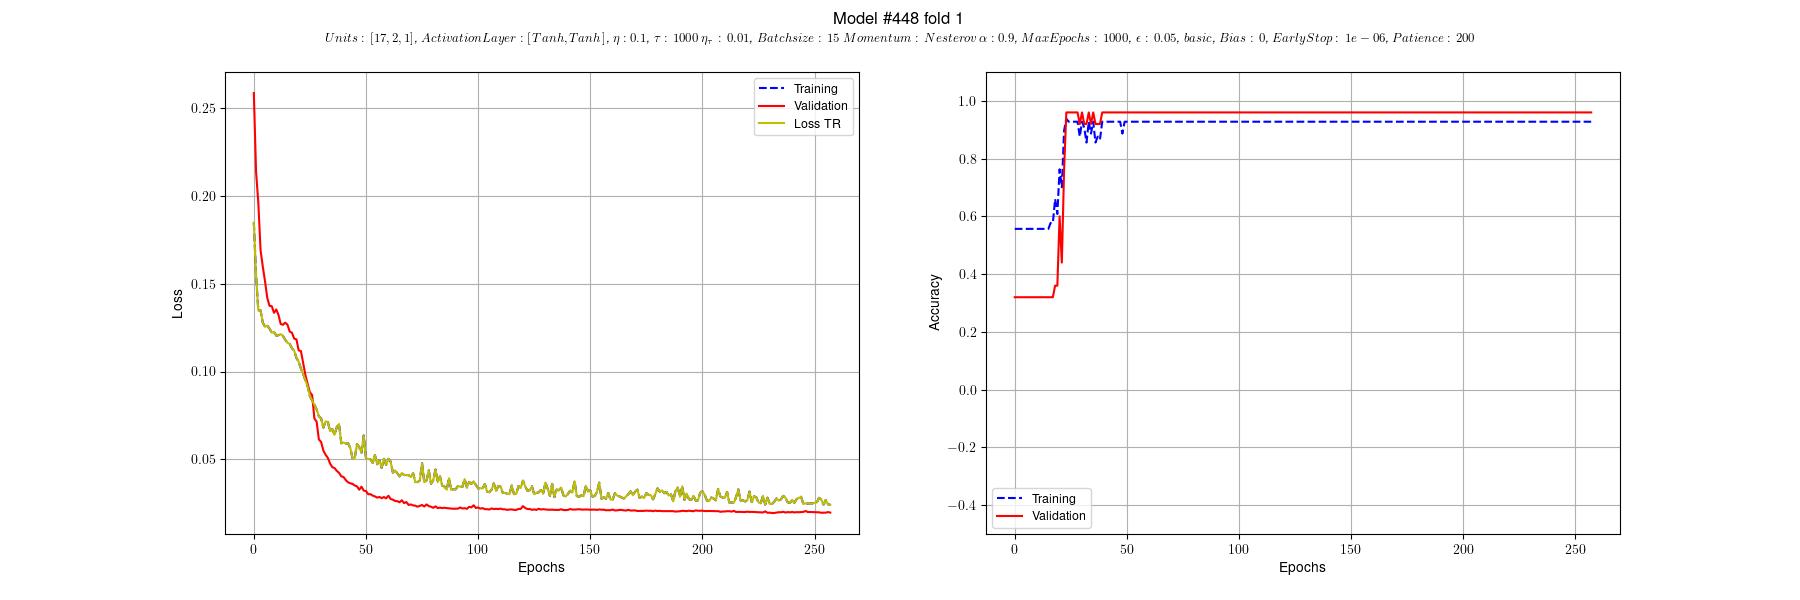 Model #448 fold 1
Units : [17, 2, 1], ActivationLayer : [Tanh, Tanh], η : 0.1, τ : 1000 η_τ : 0.01, Batchsize : 15 Momentum : Nesterov α : 0.9, MaxEpochs : 1000, ϵ : 0.05, basic, Bias : 0, EarlyStop : 1e − 06, Patience : 200
Training
Validation
Loss TR
0.25
0.20
0.15
0.10
0.05
Loss
0 50 100 150 200 250
Epochs
1.0
0.8
0.6
0.4
0.2
0.0
−0.2
−0.4
Accuracy
Training
Validation
0 50 100 150 200 250
Epochs